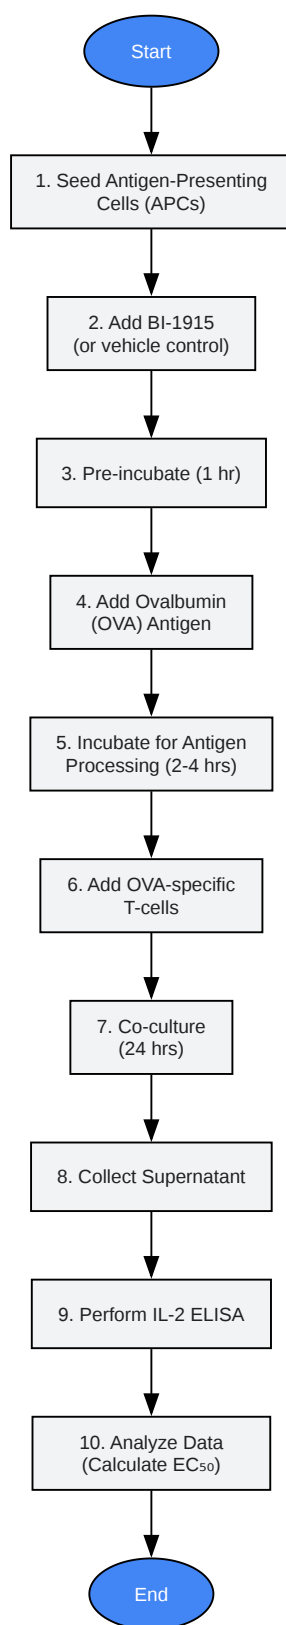 Start
1. Seed Antigen-Presenting
Cells (APCs)
2. Add BI-1915
(or vehicle control)
3. Pre-incubate (1 hr)
4. Add Ovalbumin
(OVA) Antigen
5. Incubate for Antigen
Processing (2-4 hrs)
6. Add OVA-specific
T-cells
7. Co-culture
(24 hrs)
8. Collect Supernatant
9. Perform IL-2 ELISA
10. Analyze Data
(Calculate EC₅₀)
End